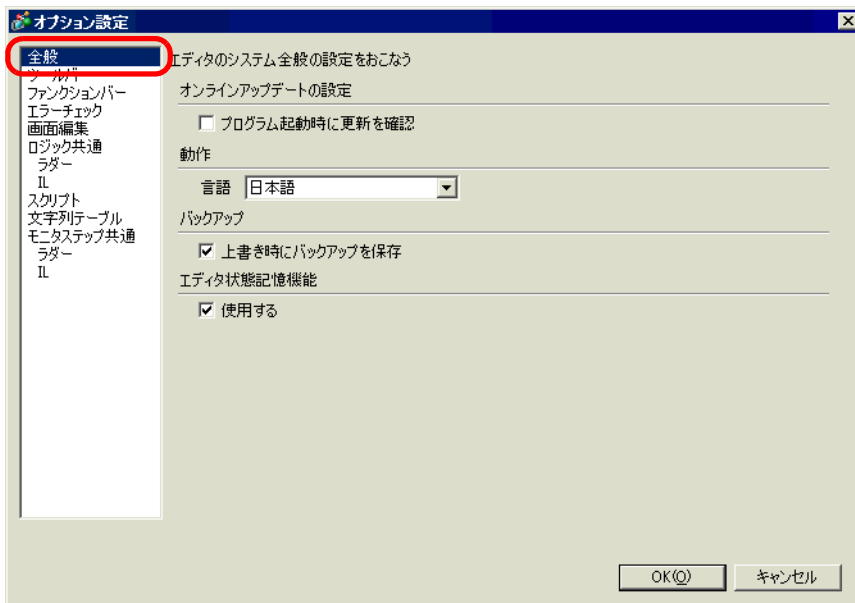 オプション設定
全般
ツールバー
ファンクションバー
エラーチェック
画面編集
ロジック共通
ラダー
IL
スクリプト
文字列テーブル
モニタステップ共通
ラダー
IL
エディタのシステム全般の設定をおこなう
オンラインアップデートの設定
プログラム起動時に更新を確認
動作
言語 日本語
バックアップ
上書き時にバックアップを保存
エディタ状態記憶機能
使用する
OK(O) キャンセル